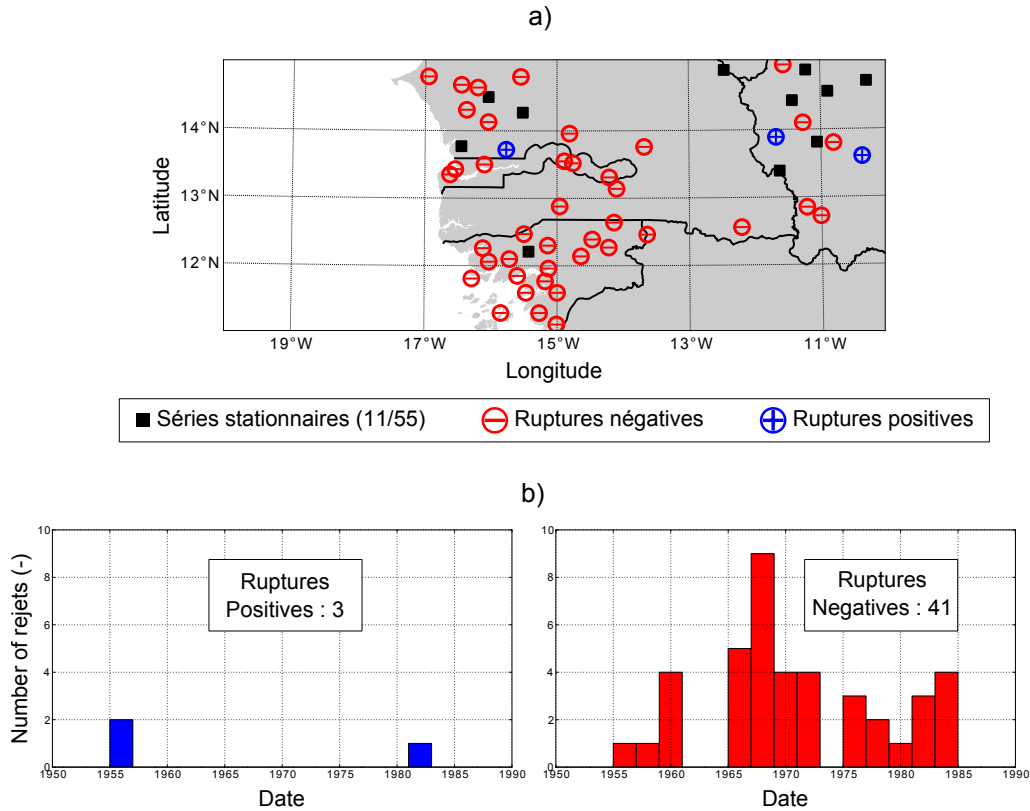 a)
Latitude
14°N
13°N
12°N
19°W 17°W 15°W 13°W 11°W
Longitude
Séries stationnaires (11/55) Ruptures négatives Ruptures positives
b)
Number of rejets (-)
10
8
6
4
2
0
Ruptures
Positives : 3
1950 1955 1960 1965 1970 1975 1980 1985 1990
Date
10
8
6
4
2
0
Ruptures
Negatives : 41
1950 1955 1960 1965 1970 1975 1980 1985 1990
Date